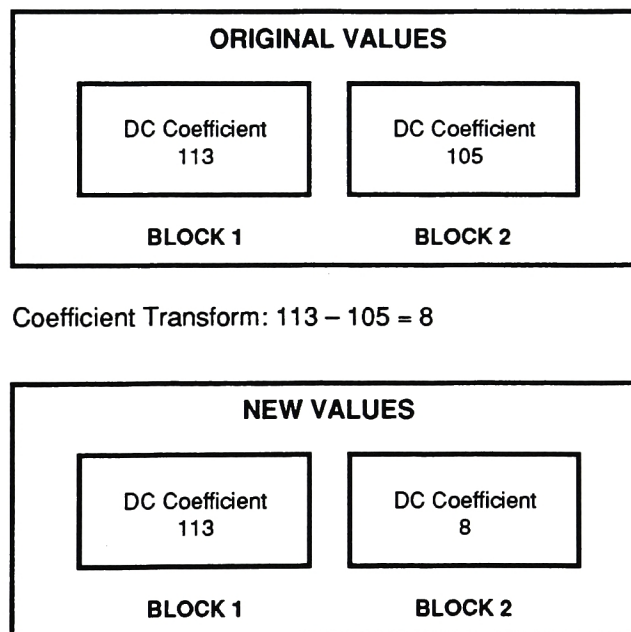 ORIGINAL VALUES
DC Coefficient DC Coefficient
113 105
BLOCK 1 BLOCK 2
Coefficient Transform: 113 – 105 = 8
NEW VALUES
DC Coefficient DC Coefficient
113 8
BLOCK 1 BLOCK 2